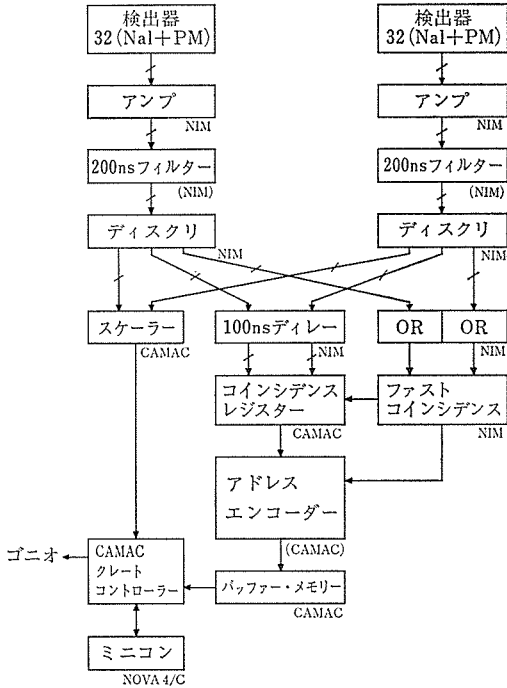 検出器
32(NaI+PM)
検出器
32(NaI+PM)
アンプ
NIM
アンプ
NIM
200nsフィルター
(NIM)
200nsフィルター
(NIM)
ディスクリ
NIM
ディスクリ
NIM
スケーラー
CAMAC
100nsディレー
NIM
OR
OR
NIM
コインシデンス
レジスター
CAMAC
ファスト
コインシデンス
NIM
アドレス
エンコーダー
(CAMAC)
ゴニオ
CAMAC
クレート
コントローラー
バッファー・メモリー
CAMAC
ミニコン
NOVA 4/C